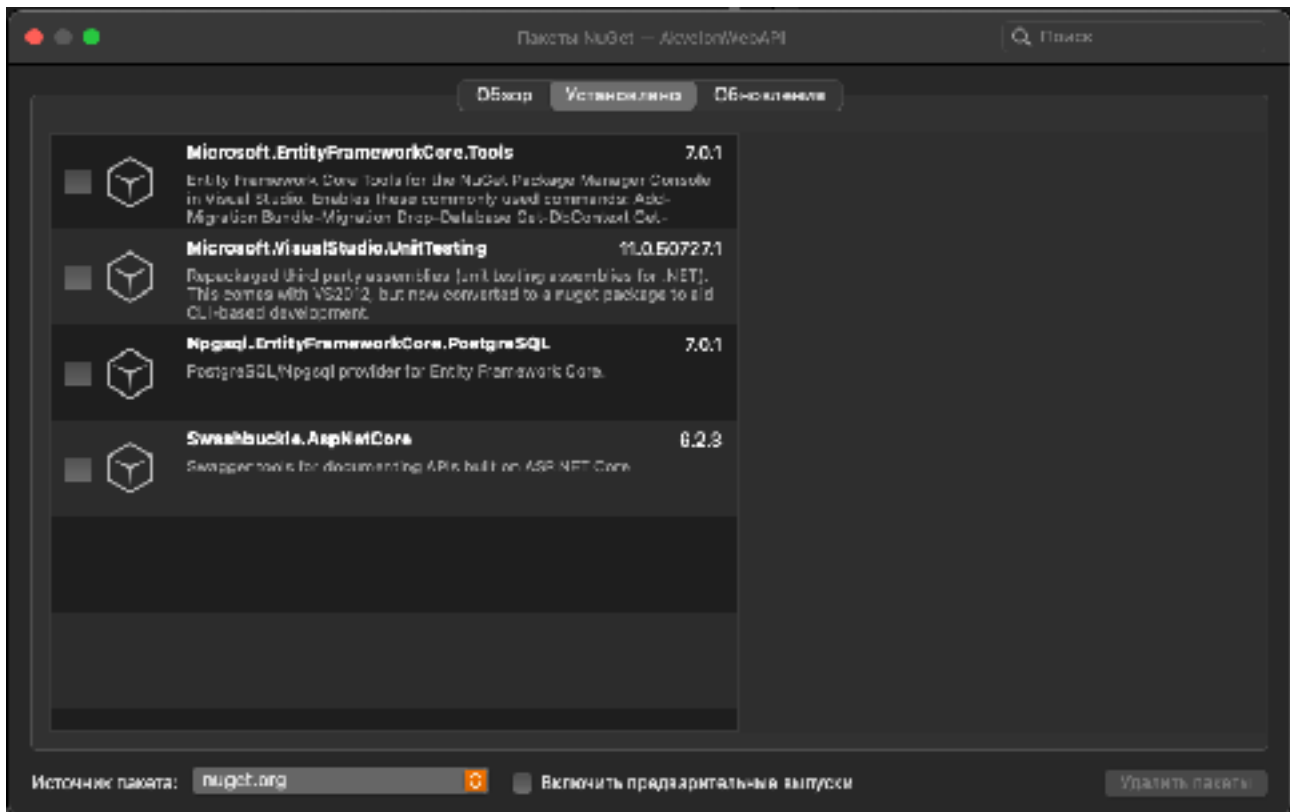 Пакеты NuGet — AkvelonWebAPI
Поиск
Обзор Установлено Обновления
Microsoft.EntityFrameworkCore.Tools 7.0.1
Entity Framework Core Tools for the NuGet Package Manager Console
in Visual Studio. Enables these commonly used commands: Add-
Migration Bundle-Migration Drop-Database Get-DbContext Get-
Microsoft.VisualStudio.UnitTesting 11.0.50727.1
Repackaged third party assemblies (unit testing assemblies for .NET).
This comes with VS2012, but now converted to a nuget package to aid
CLI-based development.
Npgsql.EntityFrameworkCore.PostgreSQL 7.0.1
PostgreSQL/Npgsql provider for Entity Framework Core.
Swashbuckle.AspNetCore 6.2.3
Swagger tools for documenting APIs built on ASP.NET Core
Источник пакета: nuget.org Включить предварительные выпуски Удалить пакеты